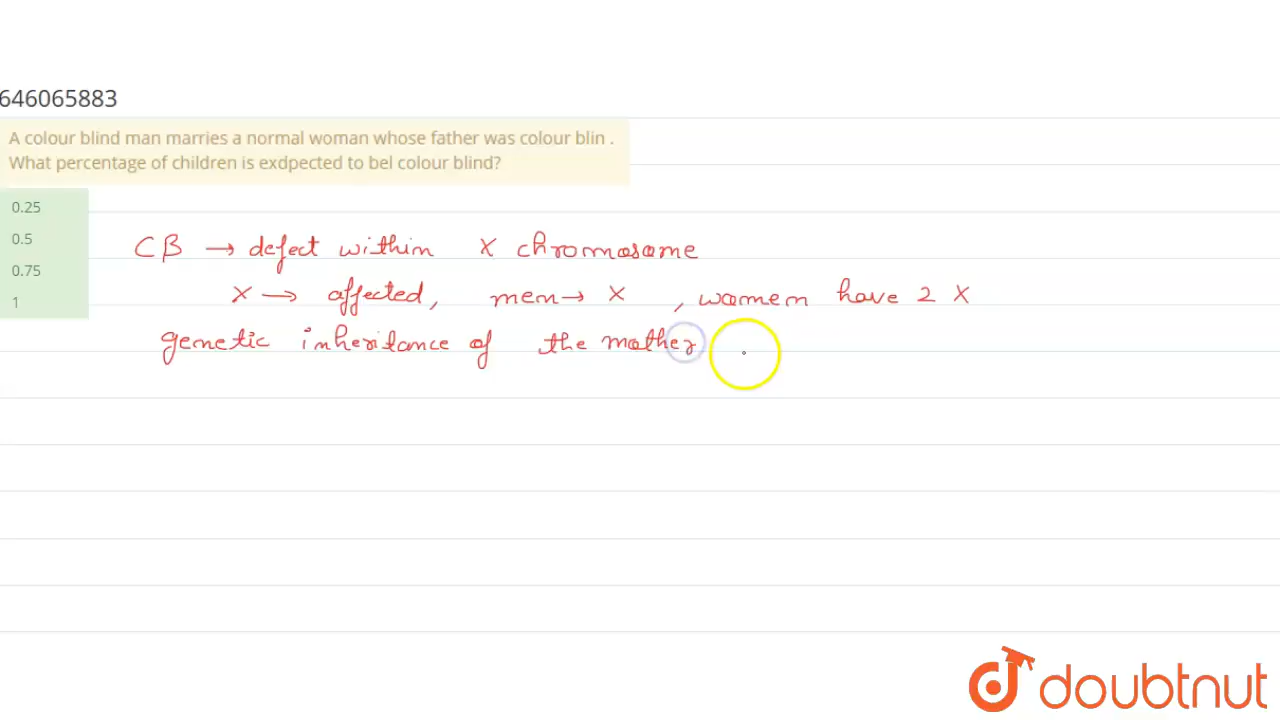 646065883
A colour blind man marries a normal woman whose father was colour blin .
What percentage of children is exdpected to bel colour blind?
0.25
0.5
0.75
1
CB → defect within X chromosome
X → affected, men → X , women have 2 X
genetic inheritance of the mother
doubtnut